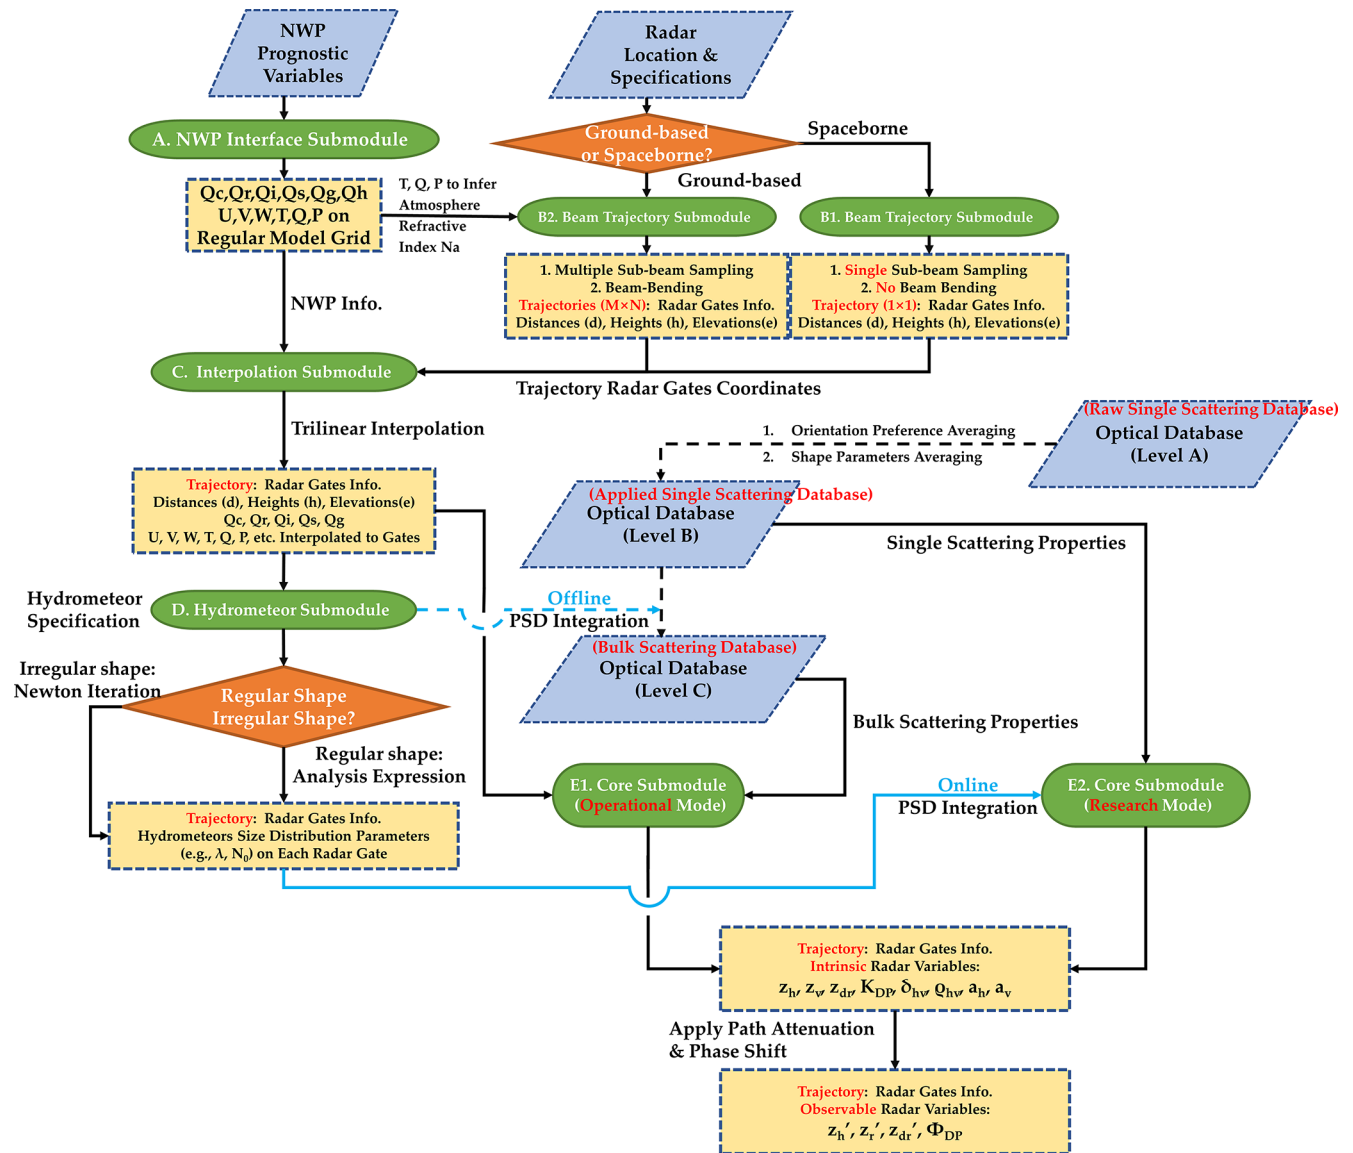 NWP
Prognostic
Variables
Radar
Location &
Specifications
A. NWP Interface Submodule
Ground-based
or Spaceborne?
Spaceborne
Ground-based
Qc,Qr,Qi,Qs,Qg,Qh
U,V,W,T,Q,P on
Regular Model Grid
T, Q, P to Infer
Atmosphere
Refractive
Index Na
B2. Beam Trajectory Submodule
B1. Beam Trajectory Submodule
1. Multiple Sub-beam Sampling
2. Beam-Bending
Trajectories (M×N): Radar Gates Info.
Distances (d), Heights (h), Elevations(e)
1. Single Sub-beam Sampling
2. No Beam Bending
Trajectory (1×1): Radar Gates Info.
Distances (d), Heights (h), Elevations(e)
NWP Info.
C. Interpolation Submodule
Trajectory Radar Gates Coordinates
Trilinear Interpolation
(Raw Single Scattering Database)
Optical Database
(Level A)
1. Orientation Preference Averaging
2. Shape Parameters Averaging
Trajectory: Radar Gates Info.
Distances (d), Heights (h), Elevations(e)
Qc, Qr, Qi, Qs, Qg
U, V, W, T, Q, P, etc. Interpolated to Gates
(Applied Single Scattering Database)
Optical Database
(Level B)
Single Scattering Properties
Hydrometeor
Specification
D. Hydrometeor Submodule
Offline
PSD Integration
(Bulk Scattering Database)
Optical Database
(Level C)
Irregular shape:
Newton Iteration
Regular Shape
Irregular Shape?
Bulk Scattering Properties
Regular shape:
Analysis Expression
E1. Core Submodule
(Operational Mode)
Online
PSD Integration
E2. Core Submodule
(Research Mode)
Trajectory: Radar Gates Info.
Hydrometeors Size Distribution Parameters
(e.g., λ, N₀) on Each Radar Gate
Trajectory: Radar Gates Info.
Intrinsic Radar Variables:
z_h, z_v, z_dr, K_DP, δ_hv, ϱ_hv, a_h, a_v
Apply Path Attenuation
& Phase Shift
Trajectory: Radar Gates Info.
Observable Radar Variables:
z_h′, z_r′, z_dr′, Φ_DP